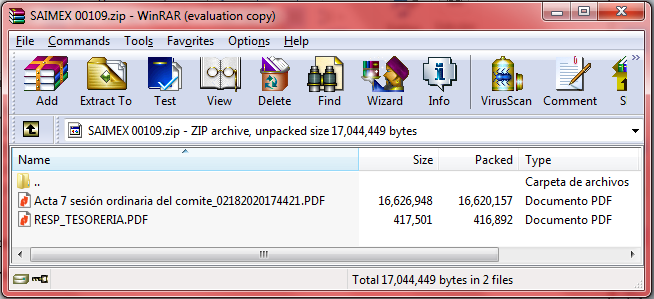 SAIMEX 00109.zip - WinRAR (evaluation copy)
File Commands Tools Favorites Options Help
Add Extract To Test View Delete Find Wizard Info VirusScan Comment S
SAIMEX 00109.zip - ZIP archive, unpacked size 17,044,449 bytes
Name Size Packed Type
.. Carpeta de archivos
Acta 7 sesión ordinaria del comite_02182020174421.PDF 16,626,948 16,620,157 Documento PDF
RESP_TESORERIA.PDF 417,501 416,892 Documento PDF
Total 17,044,449 bytes in 2 files